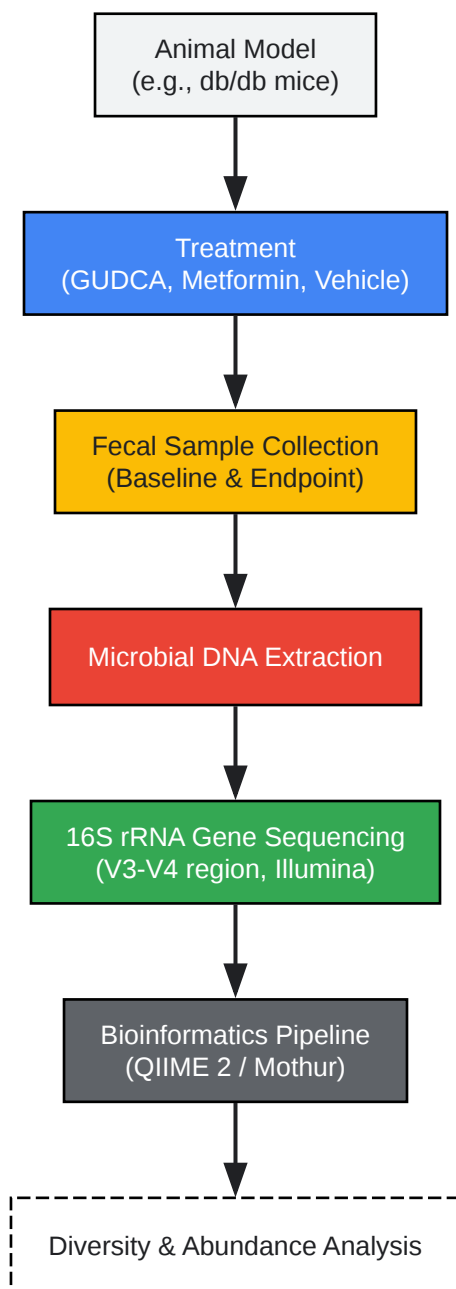 Animal Model
(e.g., db/db mice)
Treatment
(GUDCA, Metformin, Vehicle)
Fecal Sample Collection
(Baseline & Endpoint)
Microbial DNA Extraction
16S rRNA Gene Sequencing
(V3-V4 region, Illumina)
Bioinformatics Pipeline
(QIIME 2 / Mothur)
Diversity & Abundance Analysis